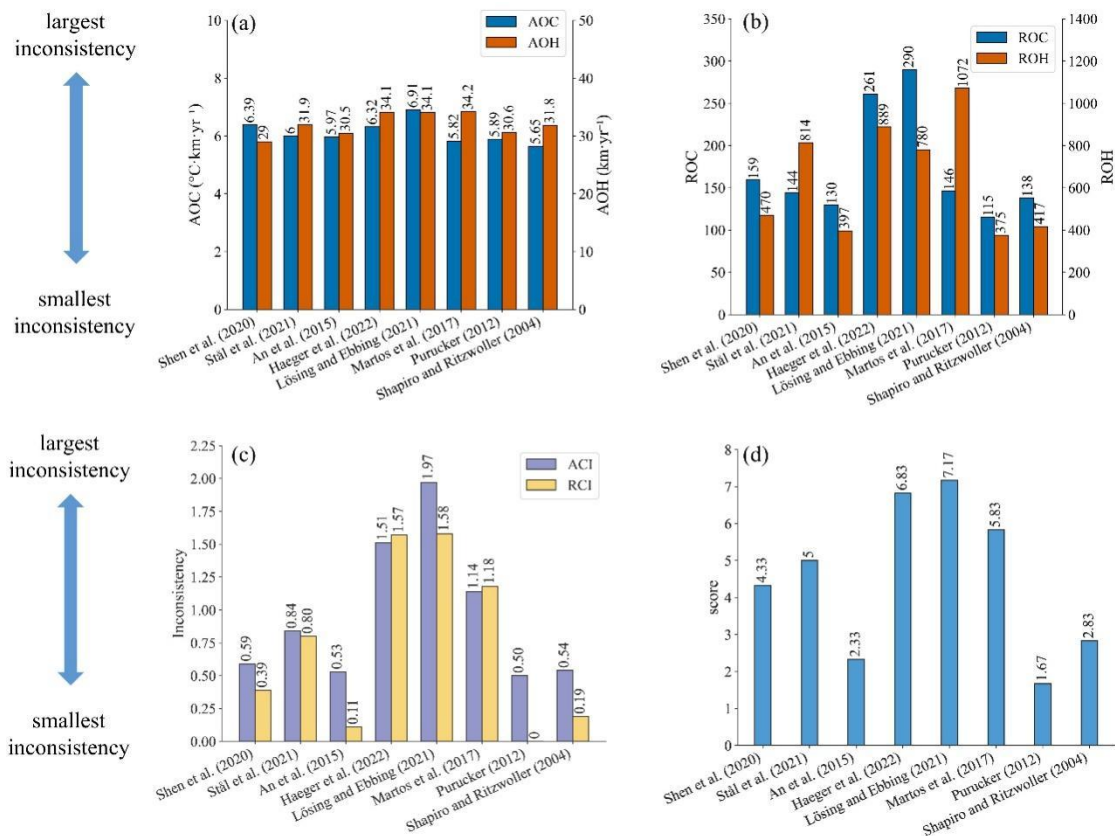 largest
inconsistency
smallest
inconsistency
(a)
AOC
AOH
10
8
6
4
2
0
AOC (°C·km·yr⁻¹)
50
40
30
20
10
0
AOH (km·yr⁻¹)
6.39
29
6
31.9
5.97
30.5
6.32
34.1
6.91
34.1
5.82
34.2
5.89
30.6
5.65
31.8
Shen et al. (2020)
Stål et al. (2021)
An et al. (2015)
Haeger et al. (2022)
Lösing and Ebbing (2021)
Martos et al. (2017)
Purucker (2012)
Shapiro and Ritzwoller (2004)
(b)
ROC
ROH
350
300
250
200
150
100
50
0
ROC
1400
1200
1000
800
600
400
200
0
ROH
159
470
144
814
130
397
261
889
290
780
146
1072
115
375
138
417
Shen et al. (2020)
Stål et al. (2021)
An et al. (2015)
Haeger et al. (2022)
Lösing and Ebbing (2021)
Martos et al. (2017)
Purucker (2012)
Shapiro and Ritzwoller (2004)
largest
inconsistency
smallest
inconsistency
(c)
ACI
RCI
2.25
2.00
1.75
1.50
1.25
1.00
0.75
0.50
0.25
0.00
Inconsistency
0.59
0.39
0.84
0.80
0.53
0.11
1.51
1.57
1.97
1.58
1.14
1.18
0.50
0
0.54
0.19
Shen et al. (2020)
Stål et al. (2021)
An et al. (2015)
Haeger et al. (2022)
Lösing and Ebbing (2021)
Martos et al. (2017)
Purucker (2012)
Shapiro and Ritzwoller (2004)
(d)
8
7
6
5
4
3
2
1
0
score
4.33
5
2.33
6.83
7.17
5.83
1.67
2.83
Shen et al. (2020)
Stål et al. (2021)
An et al. (2015)
Haeger et al. (2022)
Lösing and Ebbing (2021)
Martos et al. (2017)
Purucker (2012)
Shapiro and Ritzwoller (2004)